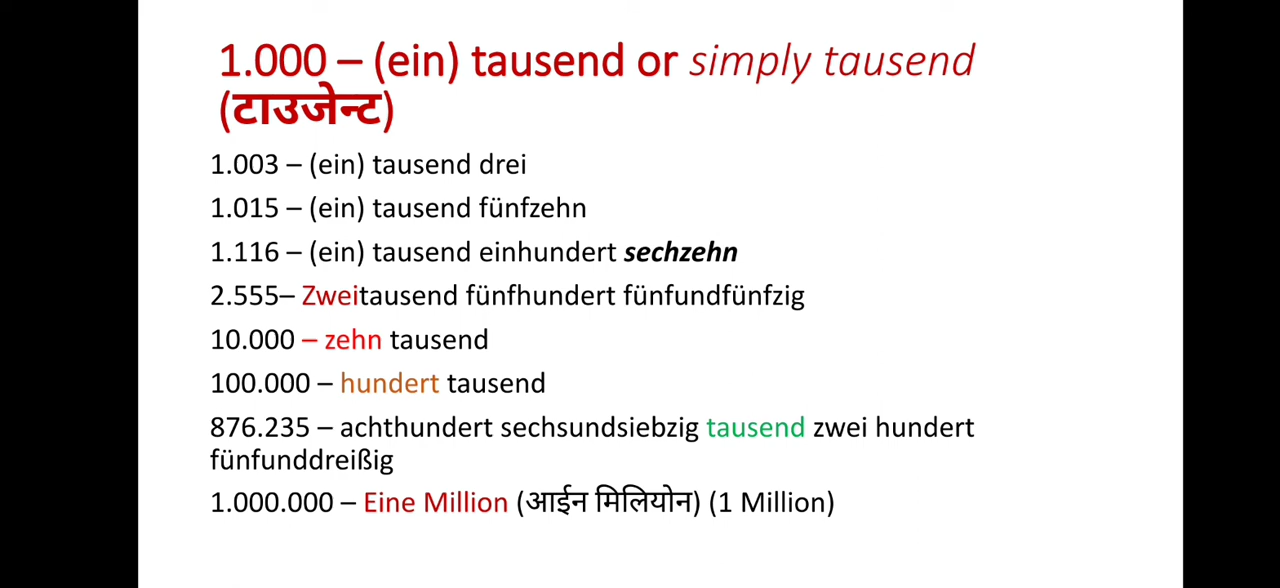 1.000 – (ein) tausend or simply tausend
(टाउजेन्ट)
1.003 – (ein) tausend drei
1.015 – (ein) tausend fünfzehn
1.116 – (ein) tausend einhundert sechzehn
2.555– Zweitausend fünfhundert fünfundfünfzig
10.000 – zehn tausend
100.000 – hundert tausend
876.235 – achthundert sechsundsiebzig tausend zwei hundert
fünfunddreißig
1.000.000 – Eine Million (आईन मिलियोन) (1 Million)